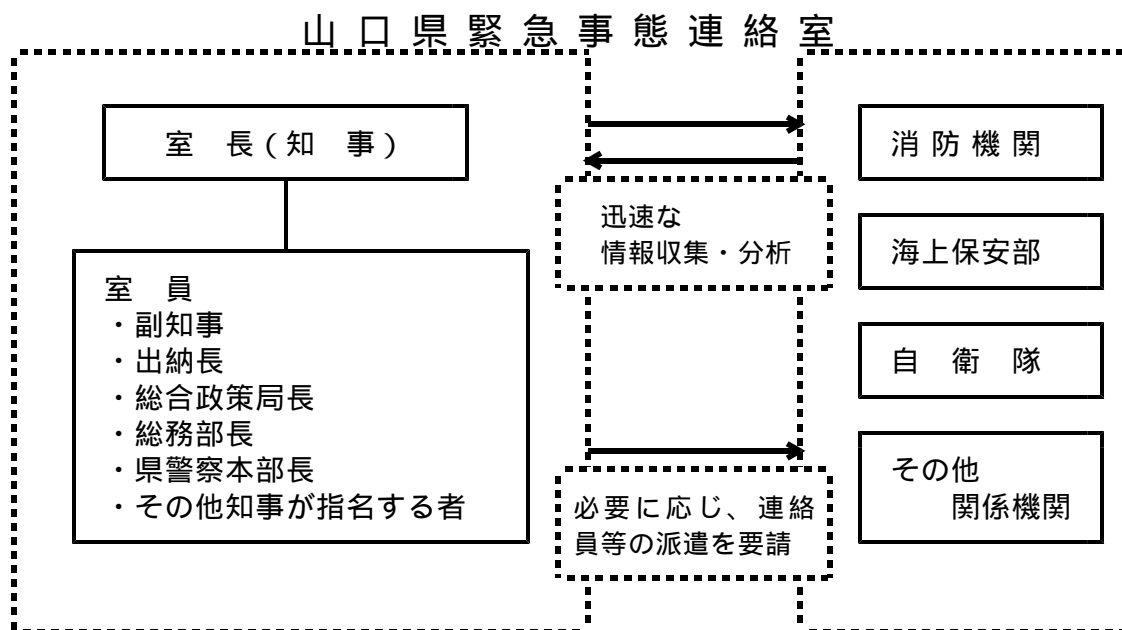 山口県緊急事態連絡室
室　長(知　事)
室　員
・副知事
・出納長
・総合政策局長
・総務部長
・県警察本部長
・その他知事が指名する者
迅速な
情報収集・分析
必要に応じ、連絡
員等の派遣を要請
消防機関
海上保安部
自　衛　隊
その他
関係機関